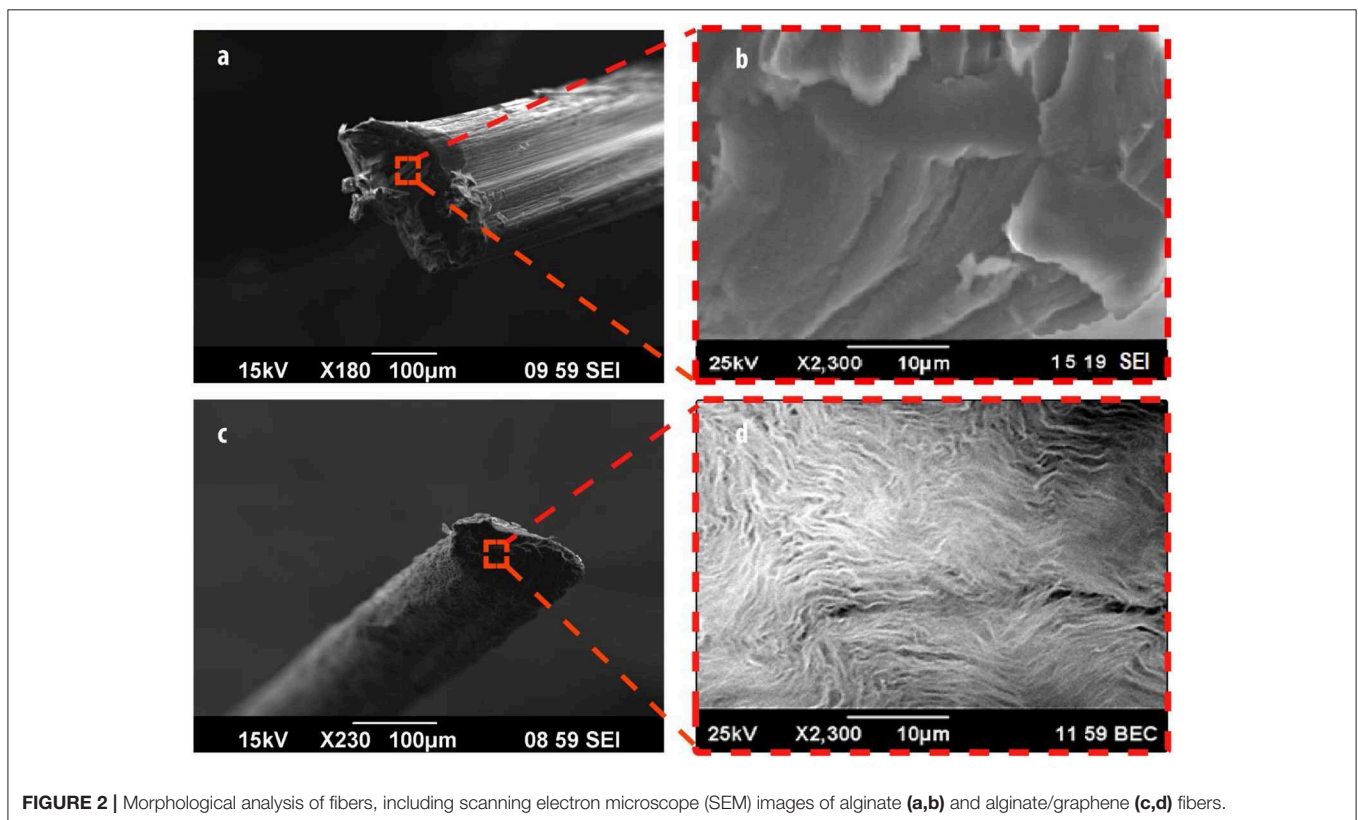 a
15kV X180 100µm 09 59 SEI
b
25kV X2,300 10µm 15 19 SEI
c
15kV X230 100µm 08 59 SEI
d
25kV X2,300 10µm 11 59 BEC
FIGURE 2 | Morphological analysis of fibers, including scanning electron microscope (SEM) images of alginate (a,b) and alginate/graphene (c,d) fibers.